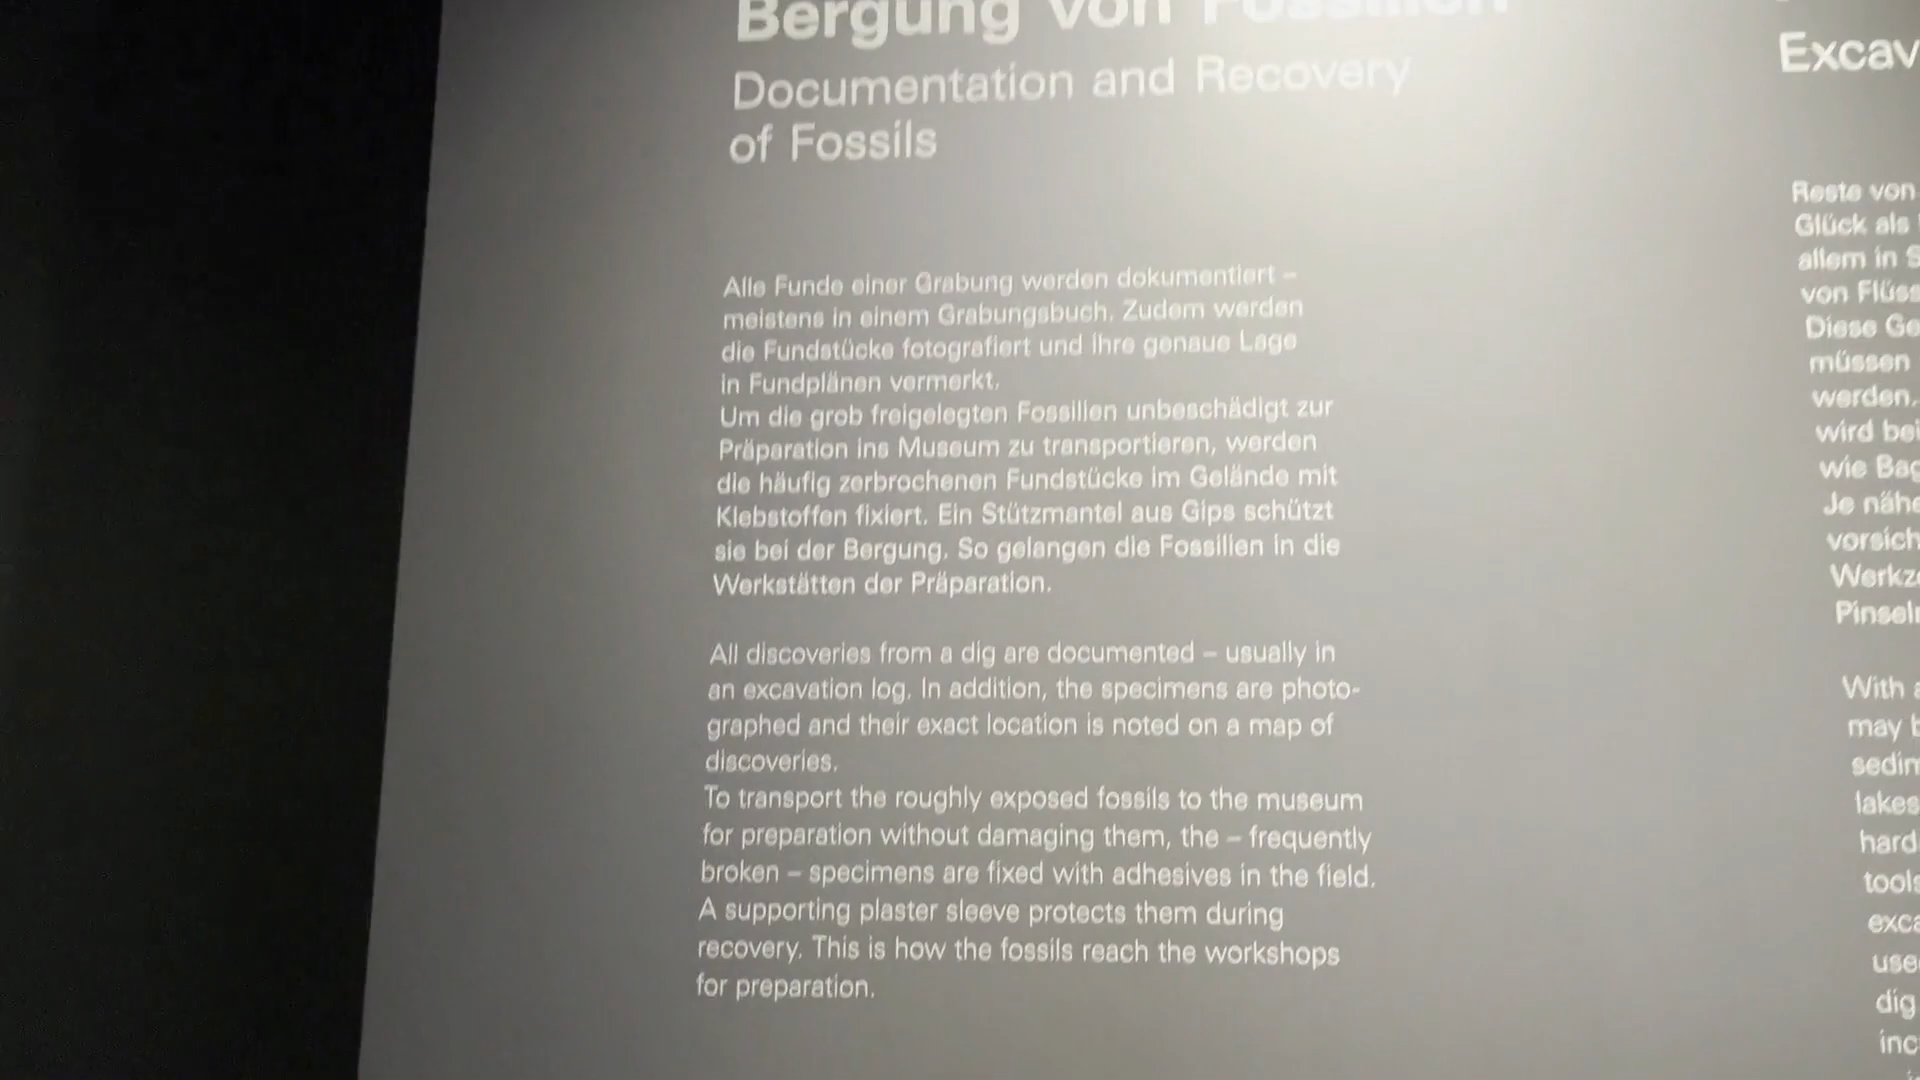 Bergung von Fossilien
Documentation and Recovery
of Fossils
Alle Funde einer Grabung werden dokumentiert –
meistens in einem Grabungsbuch. Zudem werden
die Fundstücke fotografiert und ihre genaue Lage
in Fundplänen vermerkt.
Um die grob freigelegten Fossilien unbeschädigt zur
Präparation ins Museum zu transportieren, werden
die häufig zerbrochenen Fundstücke im Gelände mit
Klebstoffen fixiert. Ein Stützmantel aus Gips schützt
sie bei der Bergung. So gelangen die Fossilien in die
Werkstätten der Präparation.
All discoveries from a dig are documented – usually in
an excavation log. In addition, the specimens are photo-
graphed and their exact location is noted on a map of
discoveries.
To transport the roughly exposed fossils to the museum
for preparation without damaging them, the – frequently
broken – specimens are fixed with adhesives in the field.
A supporting plaster sleeve protects them during
recovery. This is how the fossils reach the workshops
for preparation.
Excav
Reste von
Glück als
allem in S
von Flüss
Diese Ge
müssen
werden.
wird bei
wie Bag
Je nähe
vorsich
Werkze
Pinseln
With a
may b
sedim
lakes
hard
tools
exca
use
dig
inc